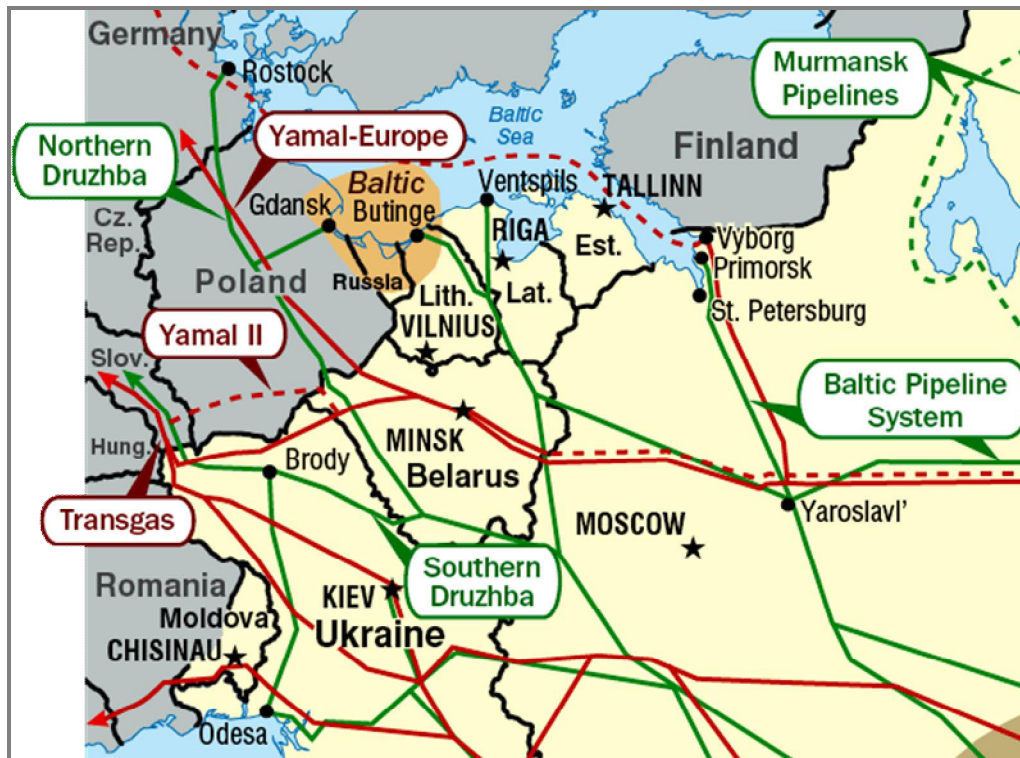 Germany
Rostock
Murmansk
Pipelines
Baltic
Sea
Yamal-Europe
Finland
Northern
Druzhba
Baltic
Ventspils
TALLINN
Gdansk
Butinge
Cz.
Rep.
RIGA
Est.
Vyborg
Primorsk
Poland
Russia
Lith.
Lat.
St. Petersburg
VILNIUS
Yamal II
Slov.
Baltic Pipeline
System
MINSK
Hung.
Brody
Belarus
Transgas
Yaroslavl'
MOSCOW
Southern
Druzhba
Romania
KIEV
Moldova
Ukraine
CHISINAU
Odesa